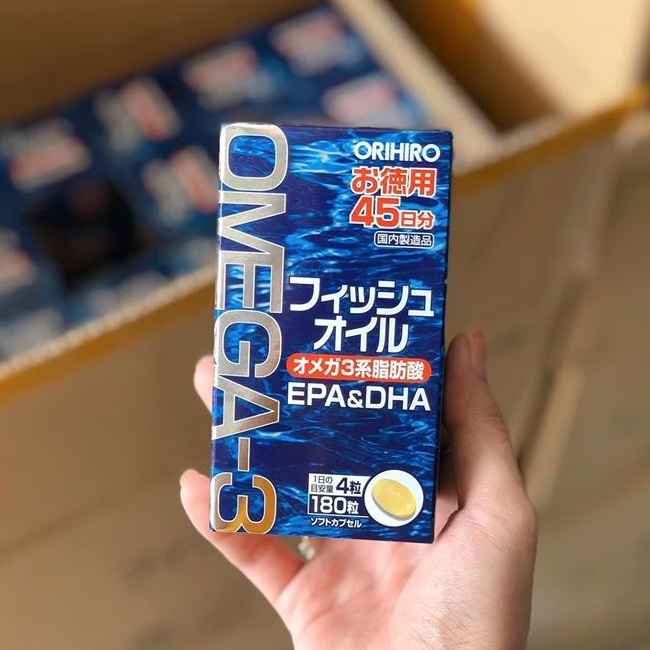 OMEGA-3
ORIHIRO
お徳用
45日分
国内製造品
フィッシュ
オイル
オメガ3系脂肪酸
EPA&DHA
1日の
目安量 4粒
180粒
ソフトカプセル